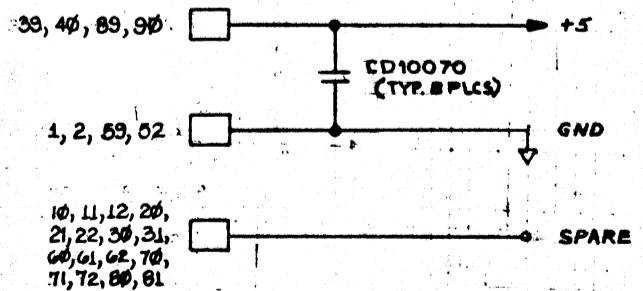 39, 40, 89, 90
+5
CD10070
(TYP. 8 PLCS)
1, 2, 59, 52
GND
10, 11, 12, 20,
21, 22, 30, 31,
60, 61, 62, 70,
71, 72, 80, 81
SPARE